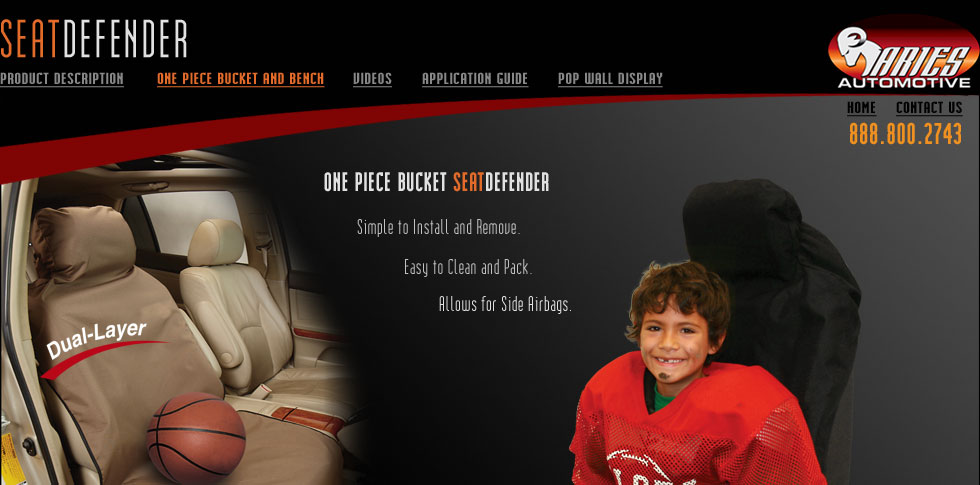 SEATDEFENDER
PRODUCT DESCRIPTION
ONE PIECE BUCKET AND BENCH
VIDEOS
APPLICATION GUIDE
POP WALL DISPLAY
ARIES
AUTOMOTIVE
HOME
CONTACT US
888.800.2743
ONE PIECE BUCKET SEATDEFENDER
Simple to Install and Remove.
Easy to Clean and Pack.
Allows for Side Airbags.
Dual-Layer